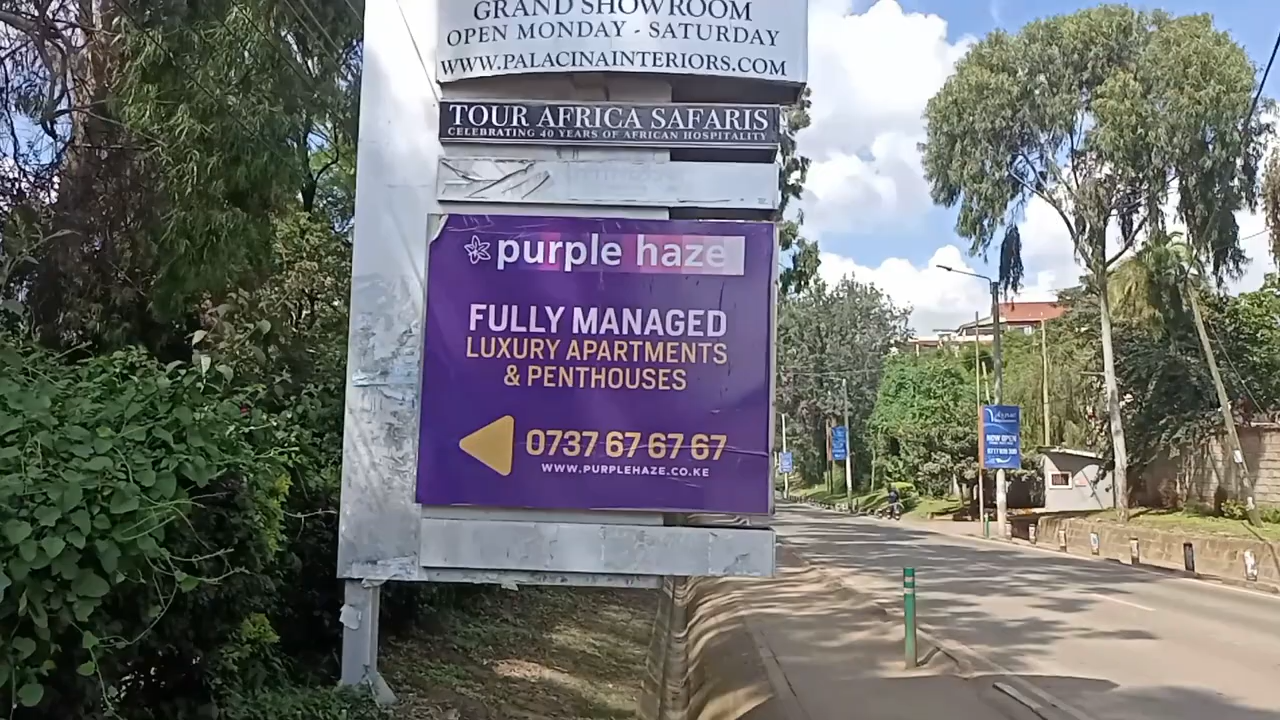 GRAND SHOWROOM
OPEN MONDAY - SATURDAY
WWW.PALACINAINTERIORS.COM
TOUR AFRICA SAFARIS
CELEBRATING 40 YEARS OF AFRICAN HOSPITALITY
purple haze
FULLY MANAGED
LUXURY APARTMENTS
& PENTHOUSES
0737 67 67 67
WWW.PURPLEHAZE.CO.KE
NOW OPEN